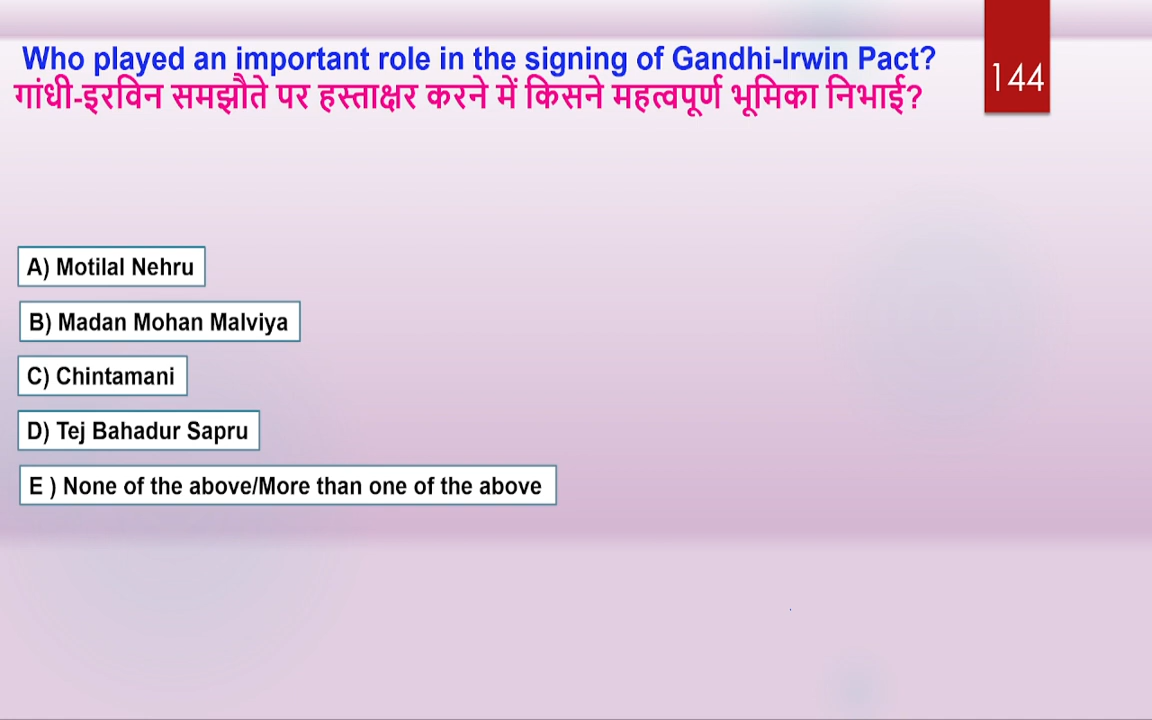 Who played an important role in the signing of Gandhi-Irwin Pact?
144
गांधी-इरविन समझौते पर हस्ताक्षर करने में किसने महत्वपूर्ण भूमिका निभाई?
A) Motilal Nehru
B) Madan Mohan Malviya
C) Chintamani
D) Tej Bahadur Sapru
E ) None of the above/More than one of the above